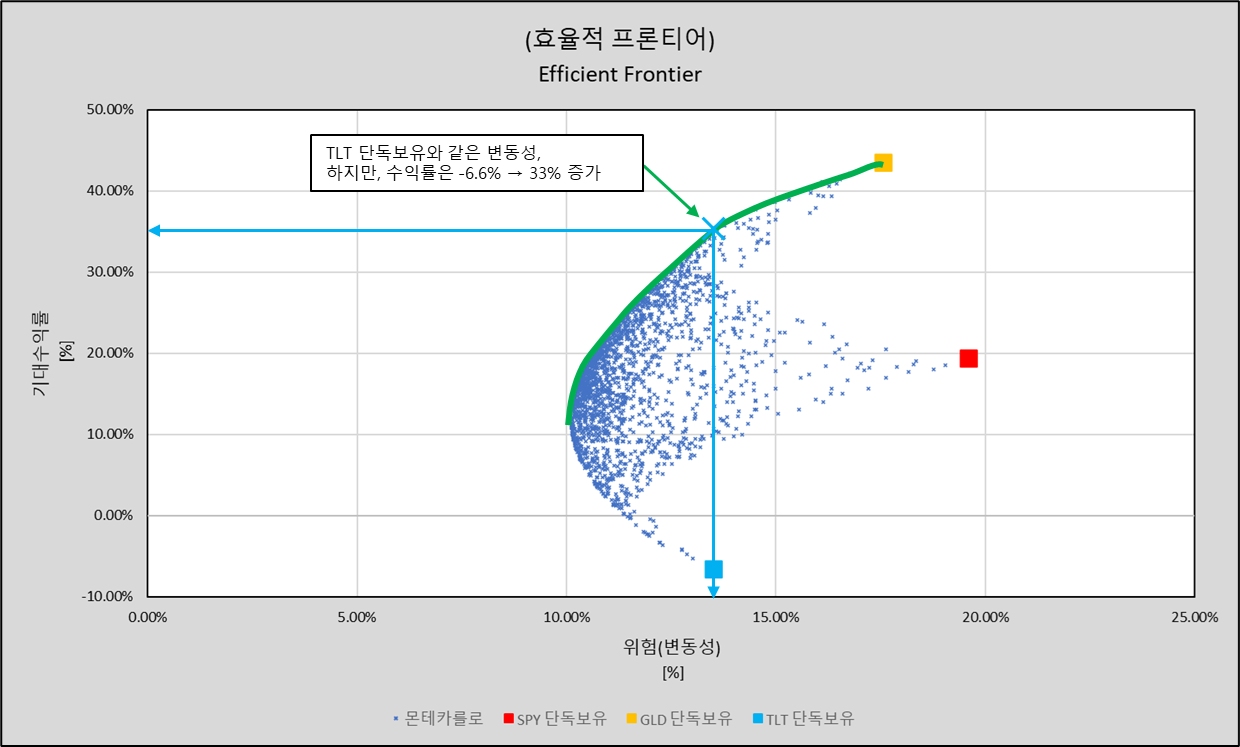 (효율적 프론티어)
Efficient Frontier
50.00%
40.00%
30.00%
20.00%
10.00%
0.00%
-10.00%
기대수익률
[%]
TLT 단독보유와 같은 변동성,
하지만, 수익률은 -6.6% → 33% 증가
0.00%
5.00%
10.00%
15.00%
20.00%
25.00%
위험(변동성)
[%]
몬테카를로
SPY 단독보유
GLD 단독보유
TLT 단독보유